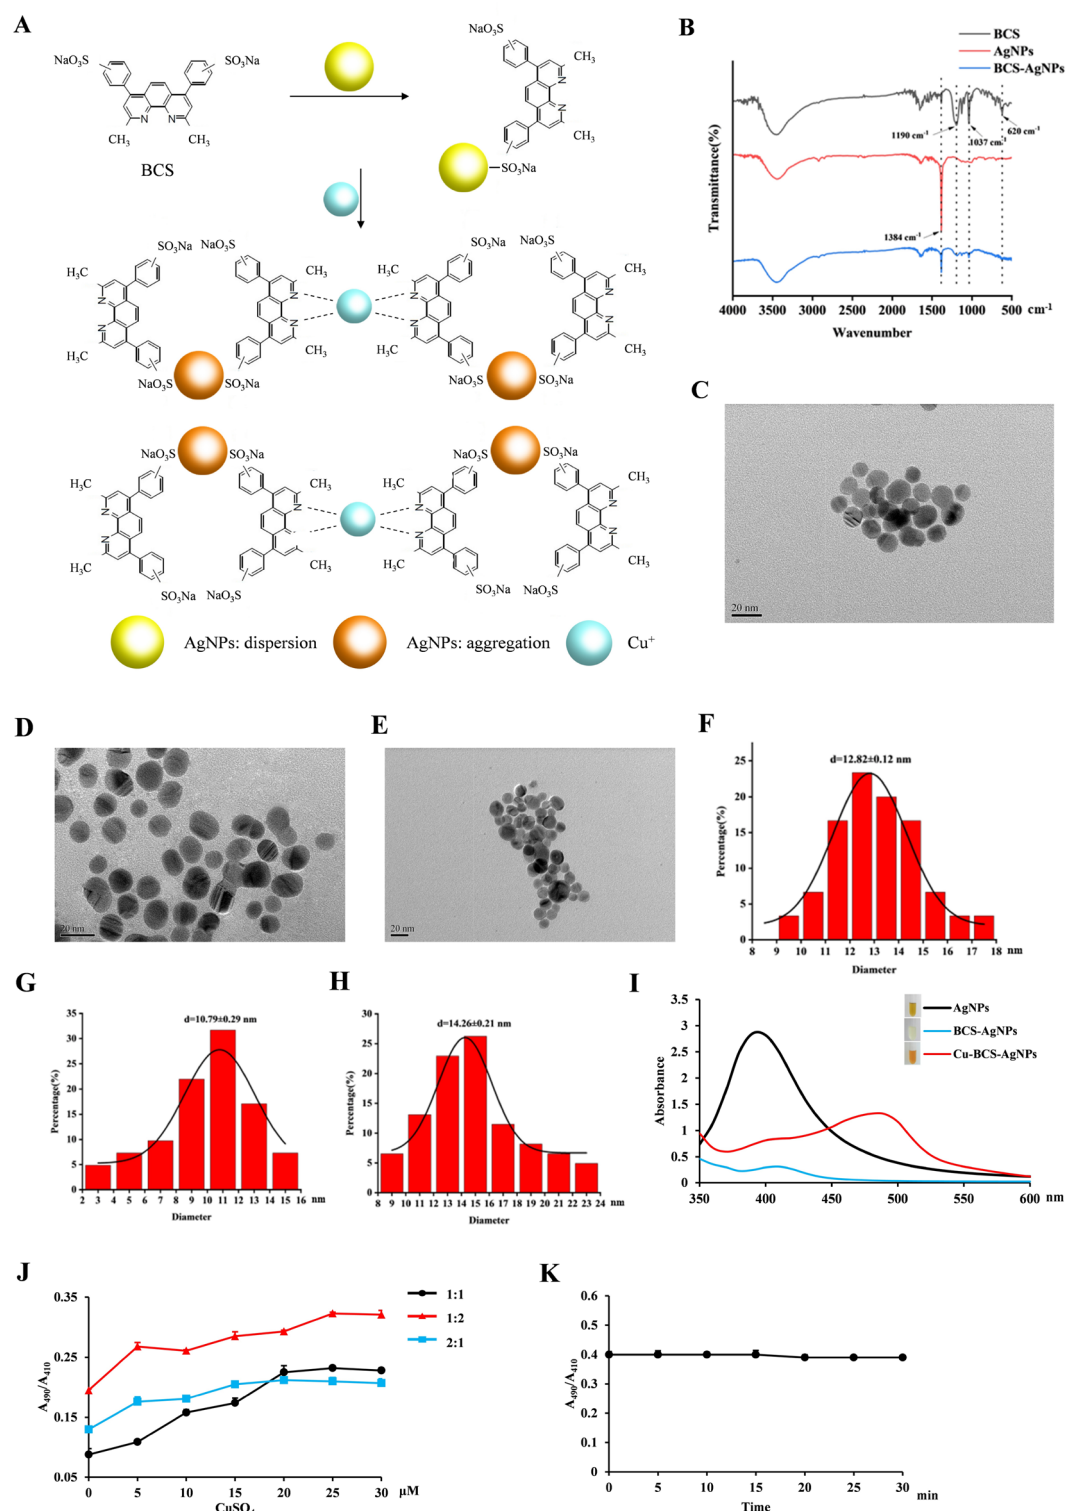 A
NaO₃S
SO₃Na
CH₃
CH₃
BCS
NaO₃S
CH₃
CH₃
SO₃Na
SO₃Na
NaO₃S
SO₃Na
NaO₃S
H₃C
CH₃
H₃C
CH₃
H₃C
CH₃
H₃C
CH₃
NaO₃S
SO₃Na
NaO₃S
SO₃Na
NaO₃S
SO₃Na
NaO₃S
SO₃Na
H₃C
CH₃
H₃C
CH₃
H₃C
CH₃
H₃C
CH₃
SO₃Na
NaO₃S
SO₃Na
NaO₃S
AgNPs: dispersion
AgNPs: aggregation
Cu⁺
B
BCS
AgNPs
BCS-AgNPs
Transmittance(%)
1190 cm⁻¹
1037 cm⁻¹
620 cm⁻¹
1384 cm⁻¹
4000 3500 3000 2500 2000 1500 1000 500 cm⁻¹
Wavenumber
C
20 nm
D
20 nm
E
20 nm
F
d=12.82±0.12 nm
Percentage(%)
25
20
15
10
5
0
8 9 10 11 12 13 14 15 16 17 18 nm
Diameter
G
d=10.79±0.29 nm
Percentage(%)
35
30
25
20
15
10
5
0
2 3 4 5 6 7 8 9 10 11 12 13 14 15 16 nm
Diameter
H
d=14.26±0.21 nm
Percentage(%)
35
30
25
20
15
10
5
0
8 9 10 11 12 13 14 15 16 17 18 19 20 21 22 23 24 nm
Diameter
I
AgNPs
BCS-AgNPs
Cu-BCS-AgNPs
Absorbance
3.5
3
2.5
2
1.5
1
0.5
0
350 400 450 500 550 600 nm
J
1:1
1:2
2:1
A₄₉₀/A₄₁₀
0.35
0.25
0.15
0.05
0 5 10 15 20 25 30 μM
CuSO₄
K
A₄₉₀/A₄₁₀
0.6
0.5
0.4
0.3
0.2
0.1
0
0 5 10 15 20 25 30 min
Time